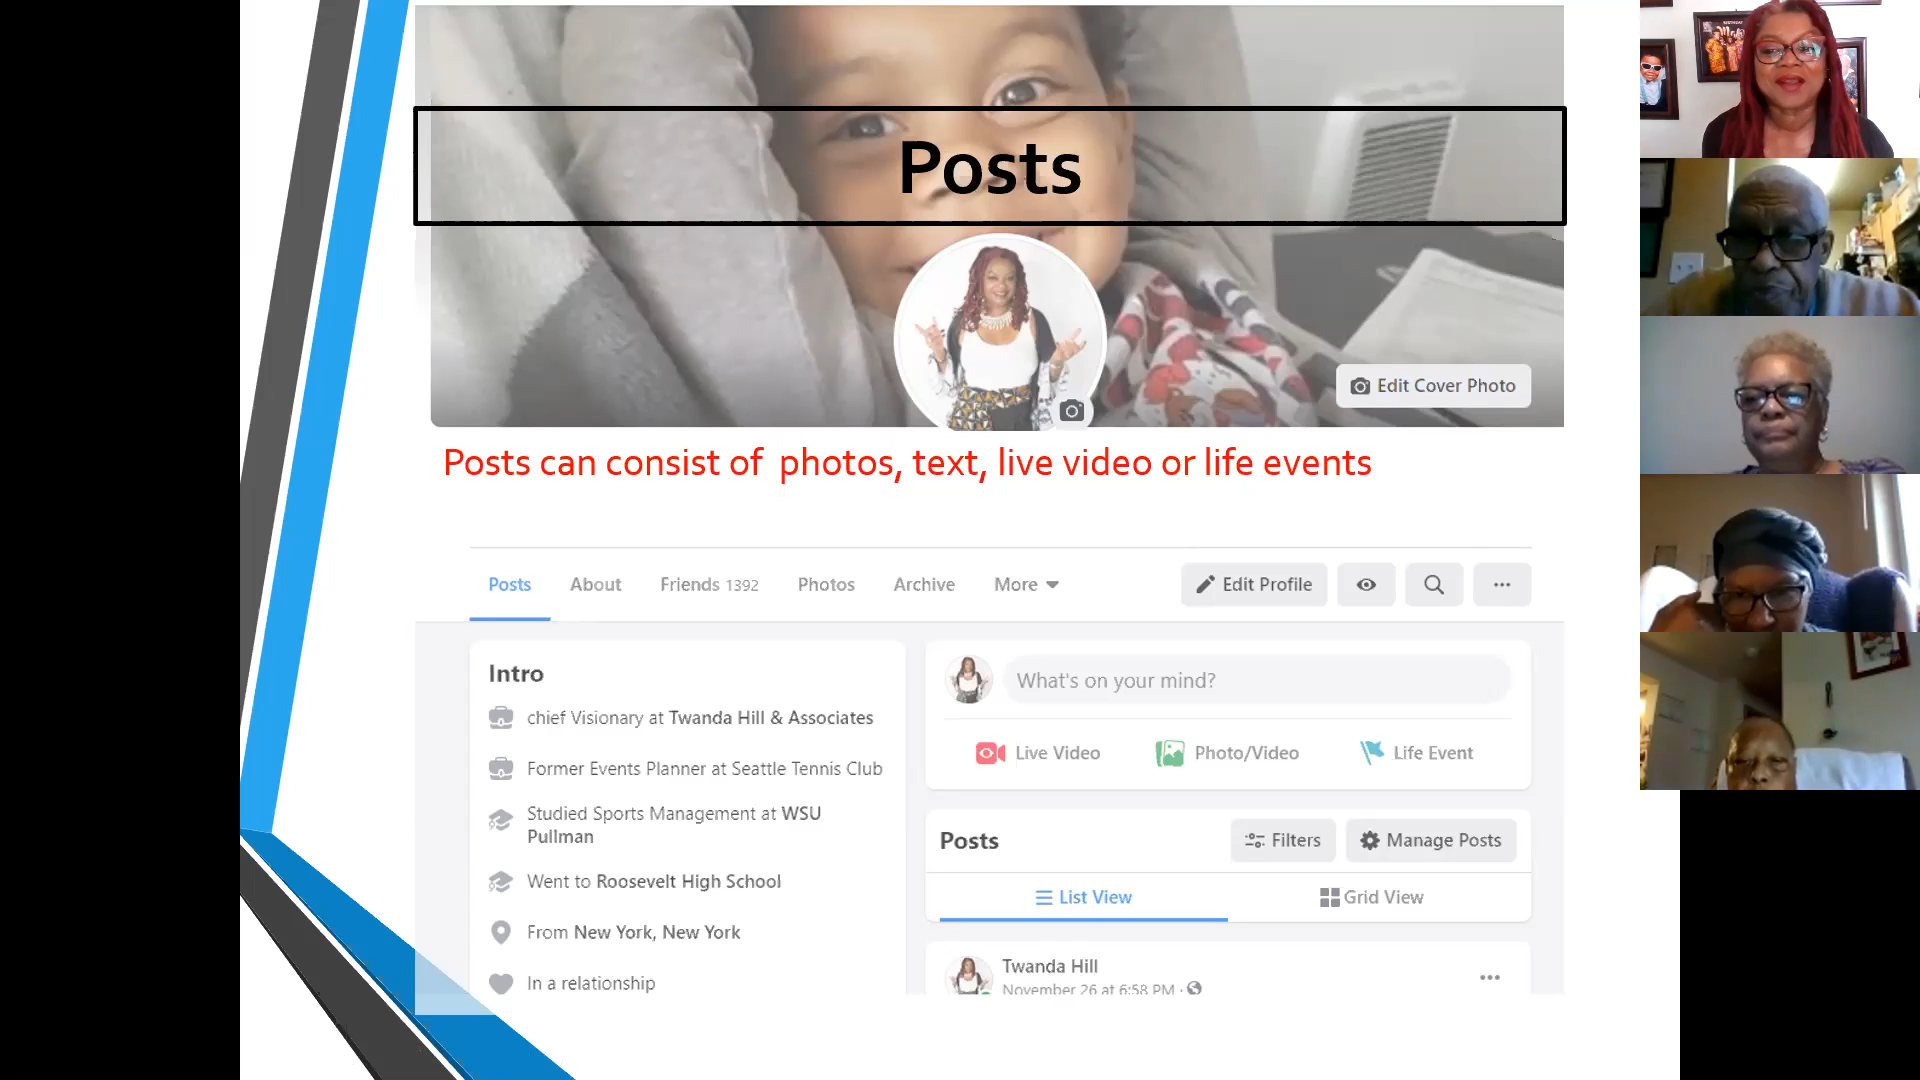 Posts
Edit Cover Photo
Posts can consist of photos, text, live video or life events
Posts About Friends 1392 Photos Archive More Edit Profile
Intro
chief Visionary at Twanda Hill & Associates
Former Events Planner at Seattle Tennis Club
Studied Sports Management at WSU
Pullman
Went to Roosevelt High School
From New York, New York
In a relationship
What's on your mind?
Live Video Photo/Video Life Event
Posts Filters Manage Posts
List View Grid View
Twanda Hill
November 26 at 6:58 PM ·